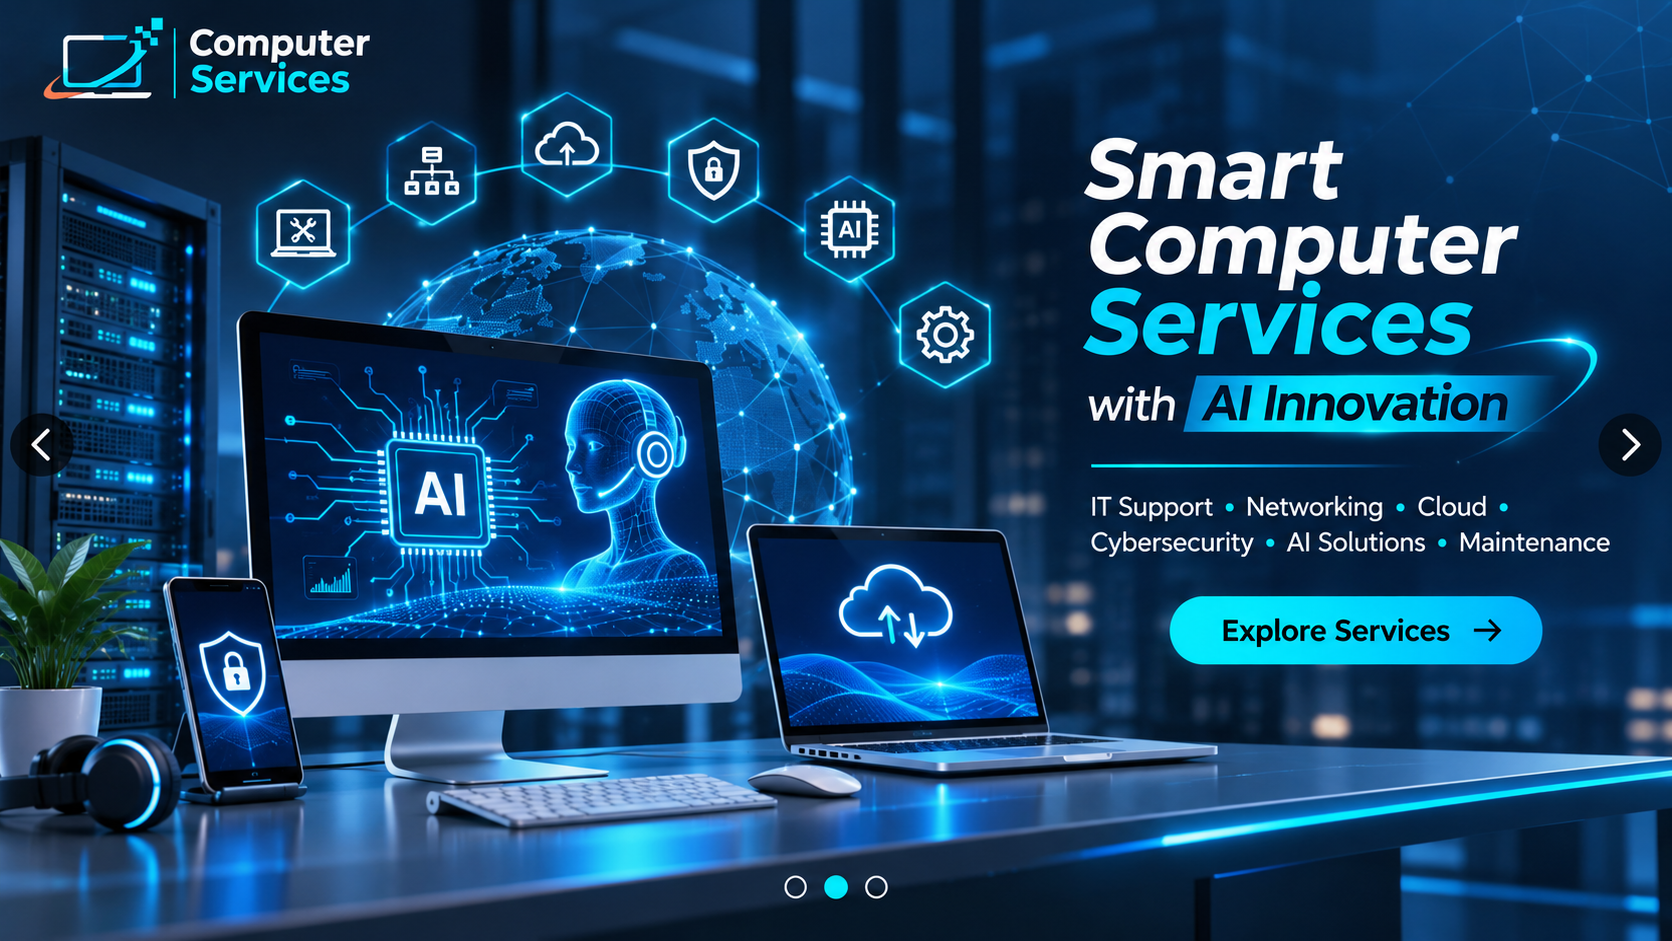 Computer
Services
AI
AI
Smart
Computer
Services
with AI Innovation
IT Support • Networking • Cloud •
Cybersecurity • AI Solutions • Maintenance
Explore Services →